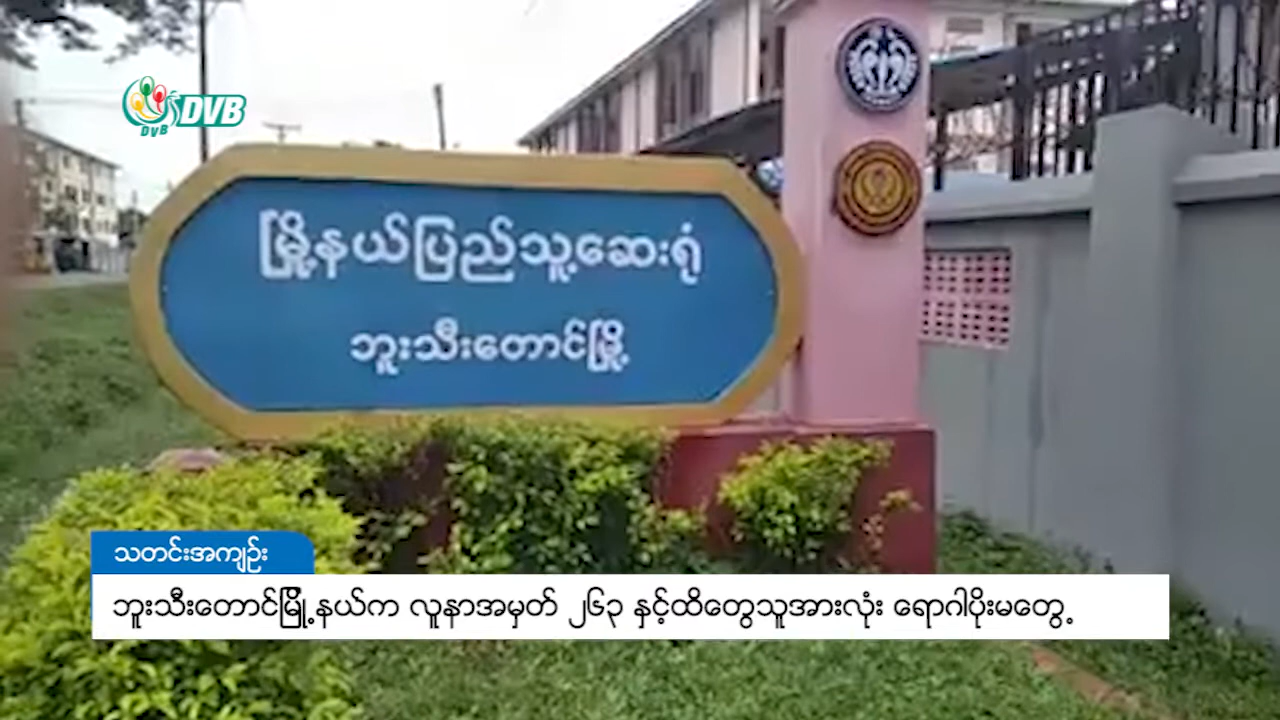 DVB
DVB
မြို့နယ်ပြည်သူ့ဆေးရုံ
ဘူးသီးတောင်မြို့
သတင်းအကျဉ်း
ဘူးသီးတောင်မြို့နယ်က လူနာအမှတ် ၂၆၃ နှင့်ထိတွေ့သူအားလုံး ရောဂါပိုးမတွေ့